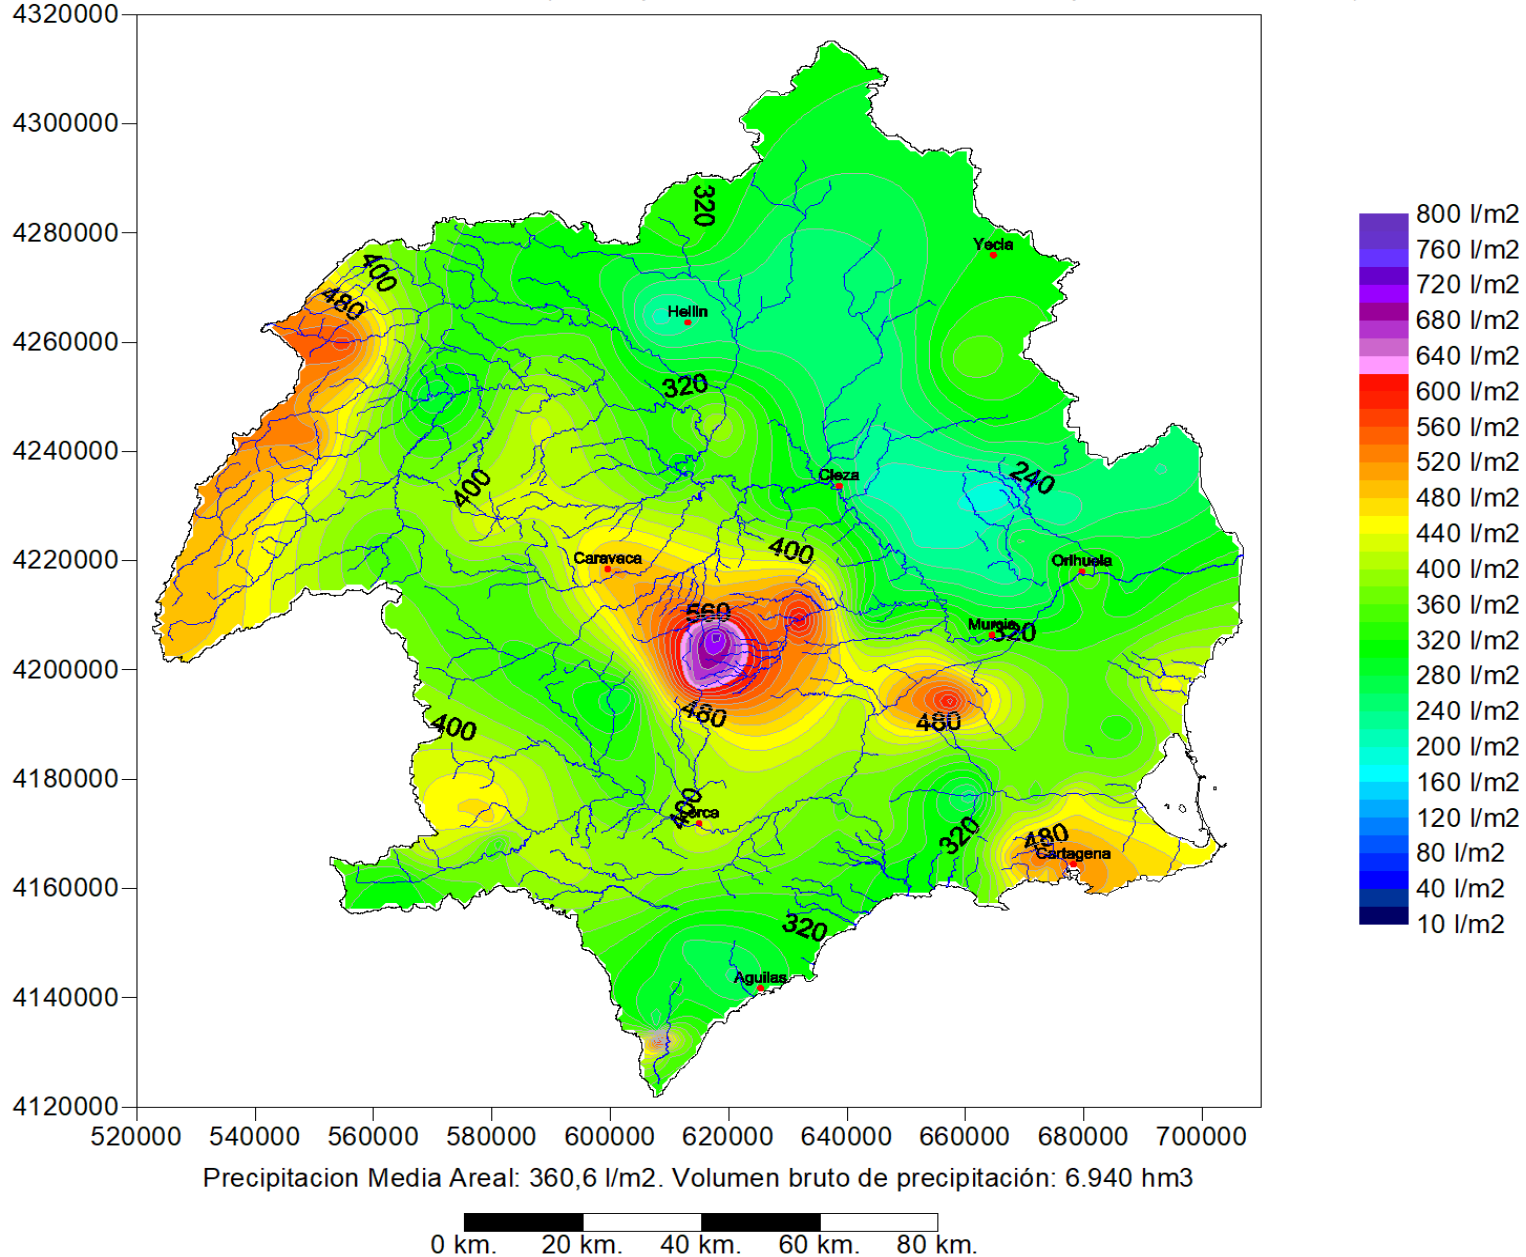 4320000
4300000
4280000
4260000
4240000
4220000
4200000
4180000
4160000
4140000
4120000
520000 540000 560000 580000 600000 620000 640000 660000 680000 700000
320
400
480
Yecla
Hellin
320
400
Cieza
240
Caravaca
400
Orihuela
560
Murcia
320
480
480
400
400
Lorca
320
480
Cartagena
320
Aguilas
800 l/m2
760 l/m2
720 l/m2
680 l/m2
640 l/m2
600 l/m2
560 l/m2
520 l/m2
480 l/m2
440 l/m2
400 l/m2
360 l/m2
320 l/m2
280 l/m2
240 l/m2
200 l/m2
160 l/m2
120 l/m2
80 l/m2
40 l/m2
10 l/m2
Precipitacion Media Areal: 360,6 l/m2. Volumen bruto de precipitación: 6.940 hm3
0 km. 20 km. 40 km. 60 km. 80 km.